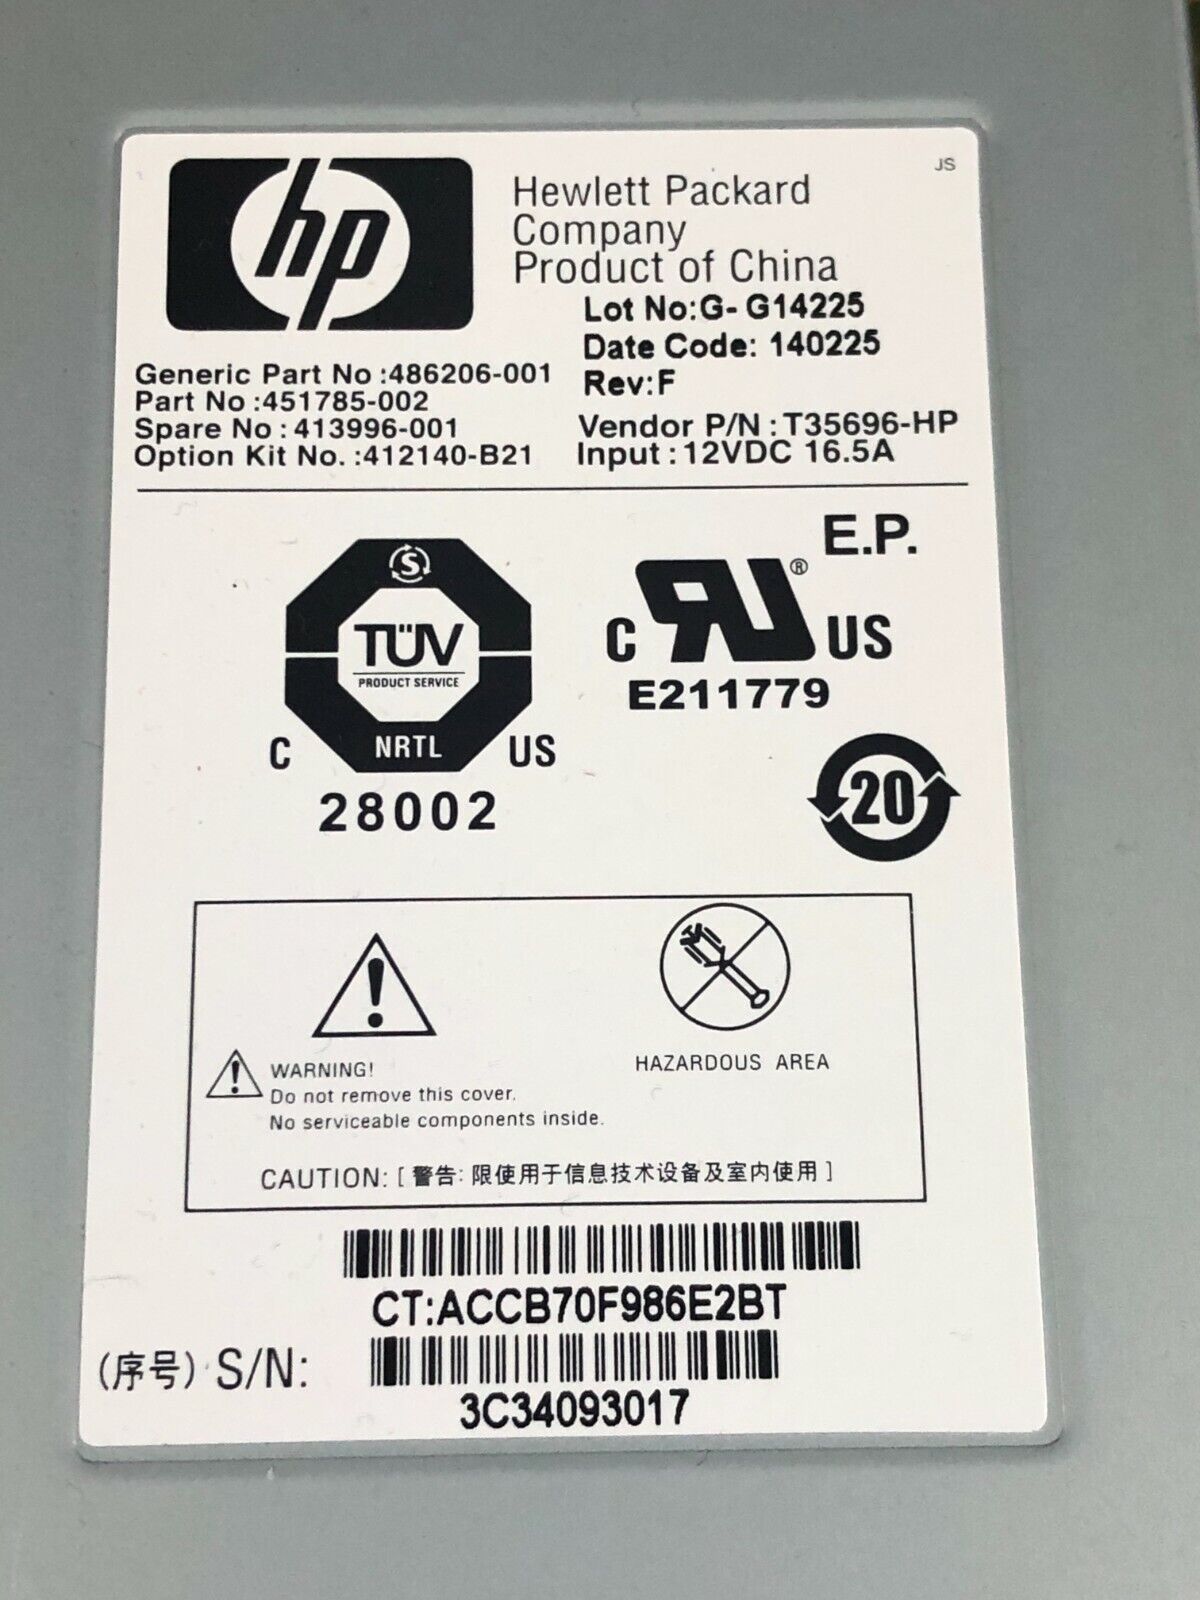 JS
hp
Hewlett Packard
Company
Product of China
Lot No:G- G14225
Date Code: 140225
Rev:F
Generic Part No :486206-001
Part No :451785-002
Spare No : 413996-001
Option Kit No. :412140-B21
Vendor P/N : T35696-HP
Input : 12VDC 16.5A
E.P.
S
TÜV
PRODUCT SERVICE
NRTL
C US
28002
C RU ® US
E211779
20
WARNING!
Do not remove this cover.
No serviceable components inside.
HAZARDOUS AREA
CAUTION: [ 警告: 限使用于信息技术设备及室内使用 ]
CT:ACCB70F986E2BT
(序号) S/N:
3C34093017